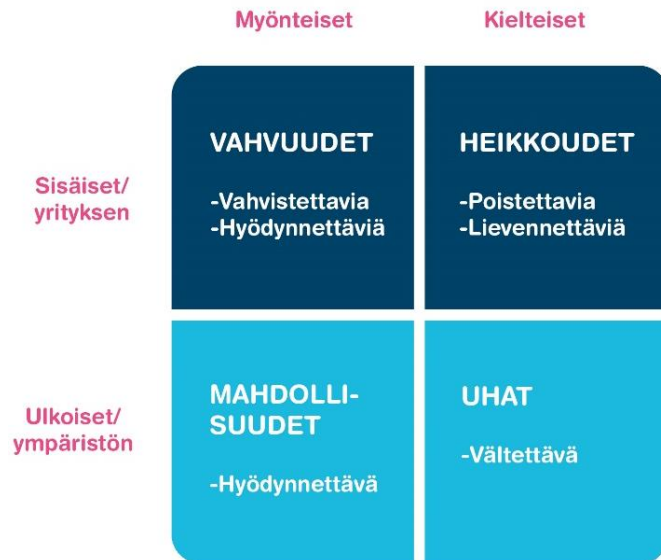 Myönteiset
Kielteiset
Sisäiset/
yrityksen
VAHVUUDET
-Vahvistettavia
-Hyödynnettäviä
HEIKKOUDET
-Poistettavia
-Lievennettäviä
Ulkoiset/
ympäristön
MAHDOLLI-
SUUDET
-Hyödynnettävä
UHAT
-Vältettävä